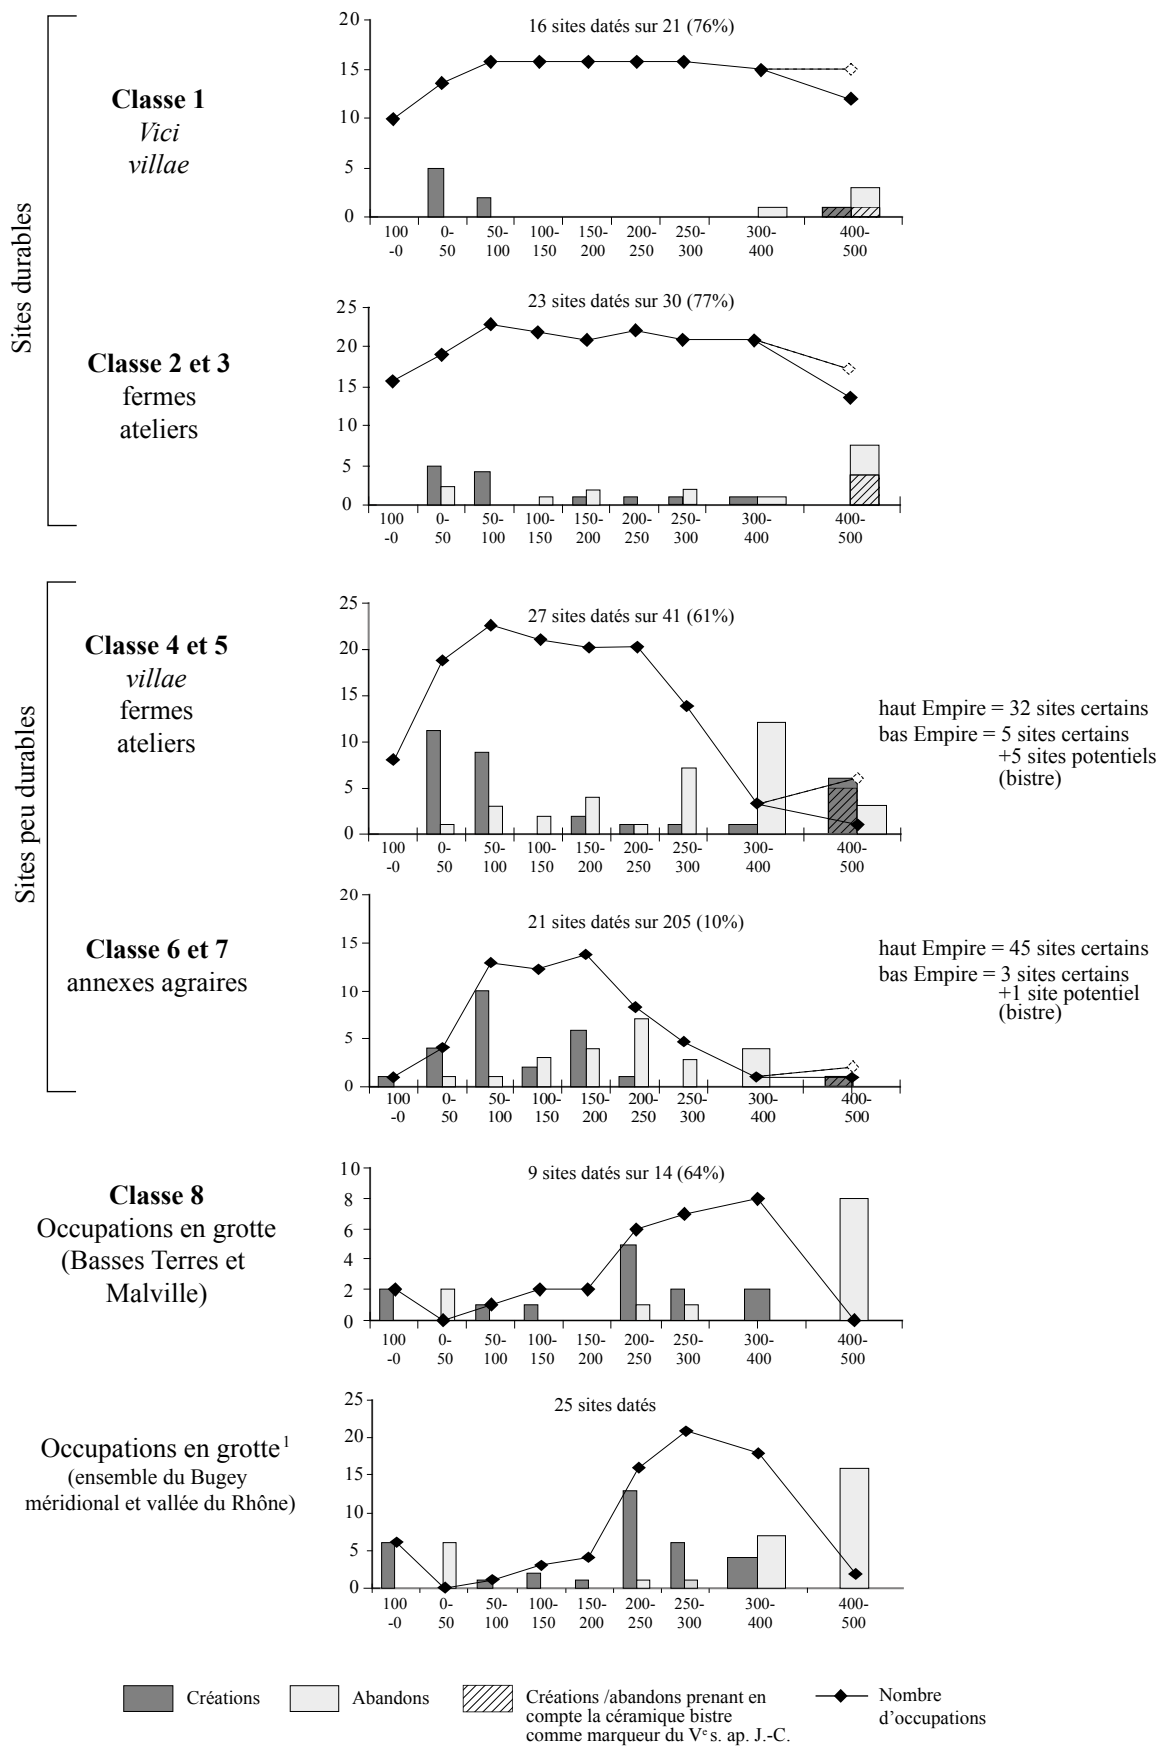 Sites durables
Classe 1
Vici
villae
16 sites datés sur 21 (76%)
20
15
10
5
0
100 0- 50- 100- 150- 200- 250- 300- 400-
-0 50 100 150 200 250 300 400 500
Classe 2 et 3
fermes
ateliers
23 sites datés sur 30 (77%)
25
20
15
10
5
0
100 0- 50- 100- 150- 200- 250- 300- 400-
-0 50 100 150 200 250 300 400 500
Sites peu durables
Classe 4 et 5
villae
fermes
ateliers
27 sites datés sur 41 (61%)
25
20
15
10
5
0
100 0- 50- 100- 150- 200- 250- 300- 400-
-0 50 100 150 200 250 300 400 500
haut Empire = 32 sites certains
bas Empire = 5 sites certains
+5 sites potentiels
(bistre)
Classe 6 et 7
annexes agraires
21 sites datés sur 205 (10%)
20
15
10
5
0
100 0- 50- 100- 150- 200- 250- 300- 400-
-0 50 100 150 200 250 300 400 500
haut Empire = 45 sites certains
bas Empire = 3 sites certains
+1 site potentiel
(bistre)
Classe 8
Occupations en grotte
(Basses Terres et
Malville)
9 sites datés sur 14 (64%)
10
8
6
4
2
0
100 0- 50- 100- 150- 200- 250- 300- 400-
-0 50 100 150 200 250 300 400 500
Occupations en grotte 1
(ensemble du Bugey
méridional et vallée du Rhône)
25 sites datés
25
20
15
10
5
0
100 0- 50- 100- 150- 200- 250- 300- 400-
-0 50 100 150 200 250 300 400 500
Créations
Abandons
Créations /abandons prenant en
compte la céramique bistre
comme marqueur du Ve s. ap. J.-C.
Nombre
d'occupations